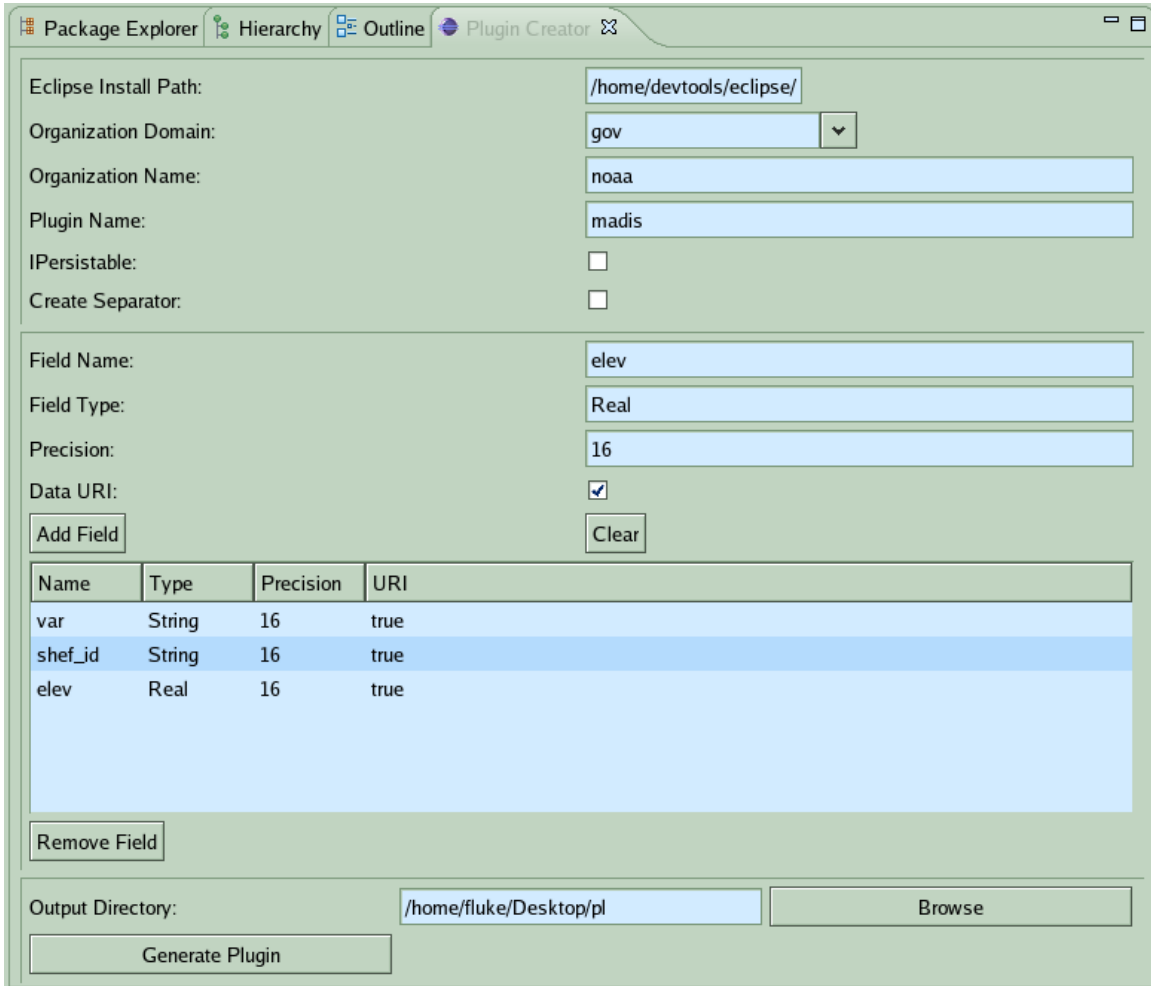 Package Explorer Hierarchy Outline Plugin Creator
Eclipse Install Path: /home/devtools/eclipse/
Organization Domain: gov
Organization Name: noaa
Plugin Name: madis
IPersistable:
Create Separator:
Field Name: elev
Field Type: Real
Precision: 16
Data URI:
Add Field Clear
Name Type Precision URI
var String 16 true
shef_id String 16 true
elev Real 16 true
Remove Field
Output Directory: /home/fluke/Desktop/pl Browse
Generate Plugin